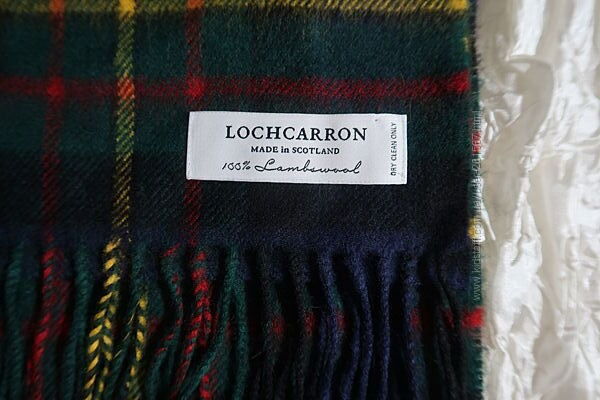 LOCHCARRON
MADE in SCOTLAND
100% Lambswool
DRY CLEAN ONLY